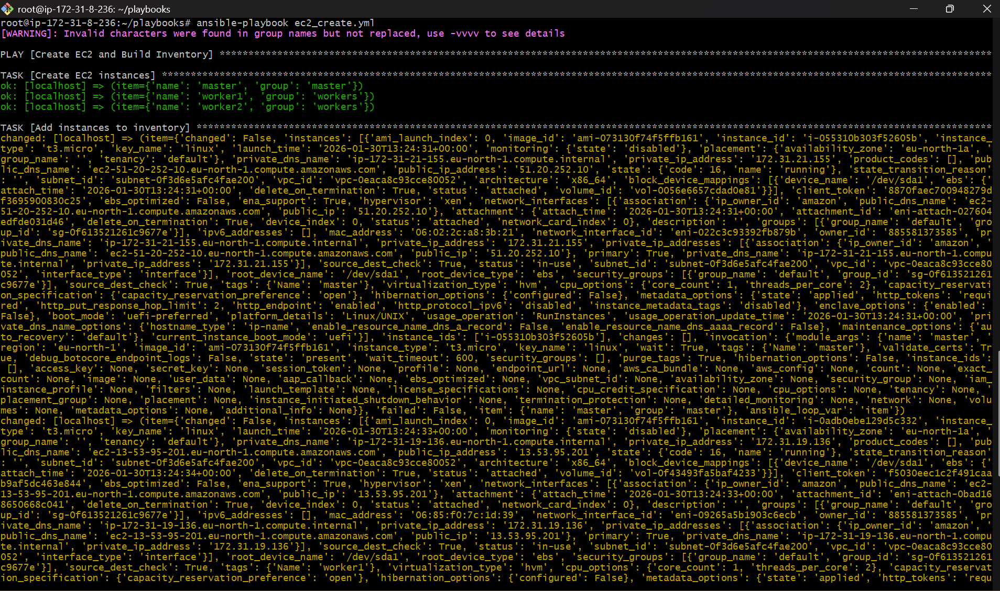 root@ip-172-31-8-236: ~/playbooks
root@ip-172-31-8-236:~/playbooks# ansible-playbook ec2_create.yml
[WARNING]: Invalid characters were found in group names but not replaced, use -vvvv to see details
PLAY [Create EC2 and Build Inventory] **************************************************************************************************************************************
TASK [Create EC2 instances] ************************************************************************************************************************************************
ok: [localhost] => (item={'name': 'master', 'group': 'master'})
ok: [localhost] => (item={'name': 'worker1', 'group': 'workers'})
ok: [localhost] => (item={'name': 'worker2', 'group': 'workers'})
TASK [Add instances to inventory] ******************************************************************************************************************************************
changed: [localhost] => (item={'changed': False, 'instances': [{'ami_launch_index': 0, 'image_id': 'ami-073130f74f5ffb161', 'instance_id': 'i-055310b303f52605b', 'instance_
type': 't3.micro', 'key_name': 'linux', 'launch_time': '2026-01-30T13:24:31+00:00', 'monitoring': {'state': 'disabled'}, 'placement': {'availability_zone': 'eu-north-1a', '
group_name': '', 'tenancy': 'default'}, 'private_dns_name': 'ip-172-31-21-155.eu-north-1.compute.internal', 'private_ip_address': '172.31.21.155', 'product_codes': [], 'pub
lic_dns_name': 'ec2-51-20-252-10.eu-north-1.compute.amazonaws.com', 'public_ip_address': '51.20.252.10', 'state': {'code': 16, 'name': 'running'}, 'state_transition_reason'
: '', 'subnet_id': 'subnet-0f3d6e5afc4fae200', 'vpc_id': 'vpc-0eaca8c93cce80052', 'architecture': 'x86_64', 'block_device_mappings': [{'device_name': '/dev/sda1', 'ebs': {'
attach_time': '2026-01-30T13:24:31+00:00', 'delete_on_termination': True, 'status': 'attached', 'volume_id': 'vol-0056e6657cdad0e81'}}], 'client_token': '8870faec700948279d
f3695900830c25', 'ebs_optimized': False, 'ena_support': True, 'hypervisor': 'xen', 'network_interfaces': [{'association': {'ip_owner_id': 'amazon', 'public_dns_name': 'ec2-
51-20-252-10.eu-north-1.compute.amazonaws.com', 'public_ip': '51.20.252.10'}, 'attachment': {'attach_time': '2026-01-30T13:24:31+00:00', 'attachment_id': 'eni-attach-027604
edfde031d46', 'delete_on_termination': True, 'device_index': 0, 'status': 'attached', 'network_card_index': 0}, 'description': '', 'groups': [{'group_name': 'default', 'gro
up_id': 'sg-0f613521261c9677e'}], 'ipv6_addresses': [], 'mac_address': '06:02:2c:a8:3b:21', 'network_interface_id': 'eni-022c3c93392fb879b', 'owner_id': '885581373585', 'pr
ivate_dns_name': 'ip-172-31-21-155.eu-north-1.compute.internal', 'private_ip_address': '172.31.21.155', 'private_ip_addresses': [{'association': {'ip_owner_id': 'amazon', '
public_dns_name': 'ec2-51-20-252-10.eu-north-1.compute.amazonaws.com', 'public_ip': '51.20.252.10'}, 'primary': True, 'private_dns_name': 'ip-172-31-21-155.eu-north-1.compu
te.internal', 'private_ip_address': '172.31.21.155'}], 'source_dest_check': True, 'status': 'in-use', 'subnet_id': 'subnet-0f3d6e5afc4fae200', 'vpc_id': 'vpc-0eaca8c93cce80
052', 'interface_type': 'interface'}], 'root_device_name': '/dev/sda1', 'root_device_type': 'ebs', 'security_groups': [{'group_name': 'default', 'group_id': 'sg-0f613521261
c9677e'}], 'source_dest_check': True, 'tags': {'Name': 'master'}, 'virtualization_type': 'hvm', 'cpu_options': {'core_count': 1, 'threads_per_core': 2}, 'capacity_reservati
on_specification': {'capacity_reservation_preference': 'open'}, 'hibernation_options': {'configured': False}, 'metadata_options': {'state': 'applied', 'http_tokens': 'requi
red', 'http_put_response_hop_limit': 2, 'http_endpoint': 'enabled', 'http_protocol_ipv6': 'disabled', 'instance_metadata_tags': 'disabled'}, 'enclave_options': {'enabled':
False}, 'boot_mode': 'uefi-preferred', 'platform_details': 'Linux/UNIX', 'usage_operation': 'RunInstances', 'usage_operation_update_time': '2026-01-30T13:24:31+00:00', 'pri
vate_dns_name_options': {'hostname_type': 'ip-name', 'enable_resource_name_dns_a_record': False, 'enable_resource_name_dns_aaaa_record': False}, 'maintenance_options': {'au
to_recovery': 'default'}, 'current_instance_boot_mode': 'uefi'}], 'instance_ids': ['i-055310b303f52605b'], 'changes': [], 'invocation': {'module_args': {'name': 'master', '
region': 'eu-north-1', 'image_id': 'ami-073130f74f5ffb161', 'instance_type': 't3.micro', 'key_name': 'linux', 'wait': True, 'tags': {'Name': 'master'}, 'validate_certs': Tr
ue, 'debug_botocore_endpoint_logs': False, 'state': 'present', 'wait_timeout': 600, 'security_groups': [], 'purge_tags': True, 'hibernation_options': False, 'instance_ids':
[], 'access_key': None, 'secret_key': None, 'session_token': None, 'profile': None, 'endpoint_url': None, 'aws_ca_bundle': None, 'aws_config': None, 'count': None, 'exact_
count': None, 'image': None, 'user_data': None, 'aap_callback': None, 'ebs_optimized': None, 'vpc_subnet_id': None, 'availability_zone': None, 'security_group': None, 'iam_
instance_profile': None, 'filters': None, 'launch_template': None, 'license_specifications': None, 'cpu_credit_specification': None, 'cpu_options': None, 'tenancy': None, '
placement_group': None, 'placement': None, 'instance_initiated_shutdown_behavior': None, 'termination_protection': None, 'detailed_monitoring': None, 'network': None, 'volu
mes': None, 'metadata_options': None, 'additional_info': None}}, 'failed': False, 'item': {'name': 'master', 'group': 'master'}, 'ansible_loop_var': 'item'})
changed: [localhost] => (item={'changed': False, 'instances': [{'ami_launch_index': 0, 'image_id': 'ami-073130f74f5ffb161', 'instance_id': 'i-0adb0ebe129d5c332', 'instance_
type': 't3.micro', 'key_name': 'linux', 'launch_time': '2026-01-30T13:24:33+00:00', 'monitoring': {'state': 'disabled'}, 'placement': {'availability_zone': 'eu-north-1a', '
group_name': '', 'tenancy': 'default'}, 'private_dns_name': 'ip-172-31-19-136.eu-north-1.compute.internal', 'private_ip_address': '172.31.19.136', 'product_codes': [], 'pub
lic_dns_name': 'ec2-13-53-95-201.eu-north-1.compute.amazonaws.com', 'public_ip_address': '13.53.95.201', 'state': {'code': 16, 'name': 'running'}, 'state_transition_reason'
: '', 'subnet_id': 'subnet-0f3d6e5afc4fae200', 'vpc_id': 'vpc-0eaca8c93cce80052', 'architecture': 'x86_64', 'block_device_mappings': [{'device_name': '/dev/sda1', 'ebs': {'
attach_time': '2026-01-30T13:24:34+00:00', 'delete_on_termination': True, 'status': 'attached', 'volume_id': 'vol-0f43493fa5baf4233'}}], 'client_token': 'f5030eec1c2f491caa
b9af5dc463e844', 'ebs_optimized': False, 'ena_support': True, 'hypervisor': 'xen', 'network_interfaces': [{'association': {'ip_owner_id': 'amazon', 'public_dns_name': 'ec2-
13-53-95-201.eu-north-1.compute.amazonaws.com', 'public_ip': '13.53.95.201'}, 'attachment': {'attach_time': '2026-01-30T13:24:33+00:00', 'attachment_id': 'eni-attach-0bad16
8650668c041', 'delete_on_termination': True, 'device_index': 0, 'status': 'attached', 'network_card_index': 0}, 'description': '', 'groups': [{'group_name': 'default', 'gro
up_id': 'sg-0f613521261c9677e'}], 'ipv6_addresses': [], 'mac_address': '06:85:f0:7c:1d:39', 'network_interface_id': 'eni-09265a5b1903c6ecb', 'owner_id': '885581373585', 'pr
ivate_dns_name': 'ip-172-31-19-136.eu-north-1.compute.internal', 'private_ip_address': '172.31.19.136', 'private_ip_addresses': [{'association': {'ip_owner_id': 'amazon', '
public_dns_name': 'ec2-13-53-95-201.eu-north-1.compute.amazonaws.com', 'public_ip': '13.53.95.201'}, 'primary': True, 'private_dns_name': 'ip-172-31-19-136.eu-north-1.compu
te.internal', 'private_ip_address': '172.31.19.136'}], 'source_dest_check': True, 'status': 'in-use', 'subnet_id': 'subnet-0f3d6e5afc4fae200', 'vpc_id': 'vpc-0eaca8c93cce80
052', 'interface_type': 'interface'}], 'root_device_name': '/dev/sda1', 'root_device_type': 'ebs', 'security_groups': [{'group_name': 'default', 'group_id': 'sg-0f613521261
c9677e'}], 'source_dest_check': True, 'tags': {'Name': 'worker1'}, 'virtualization_type': 'hvm', 'cpu_options': {'core_count': 1, 'threads_per_core': 2}, 'capacity_reservat
ion_specification': {'capacity_reservation_preference': 'open'}, 'hibernation_options': {'configured': False}, 'metadata_options': {'state': 'applied', 'http_tokens': 'requ